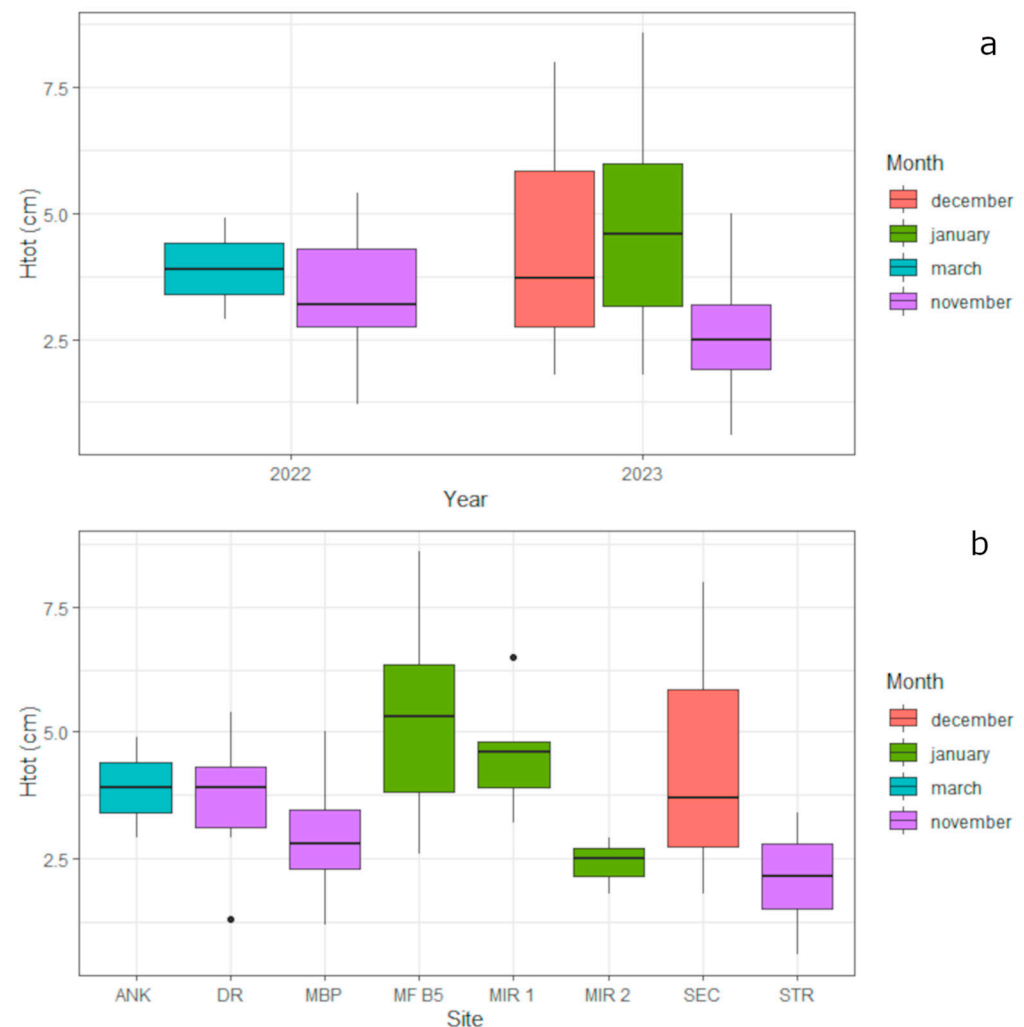 a
7.5
5.0
2.5
Htot (cm)
2022
2023
Year
Month
december
january
march
november
b
7.5
5.0
2.5
Htot (cm)
ANK
DR
MBP
MF B5
MIR 1
MIR 2
SEC
STR
Site
Month
december
january
march
november